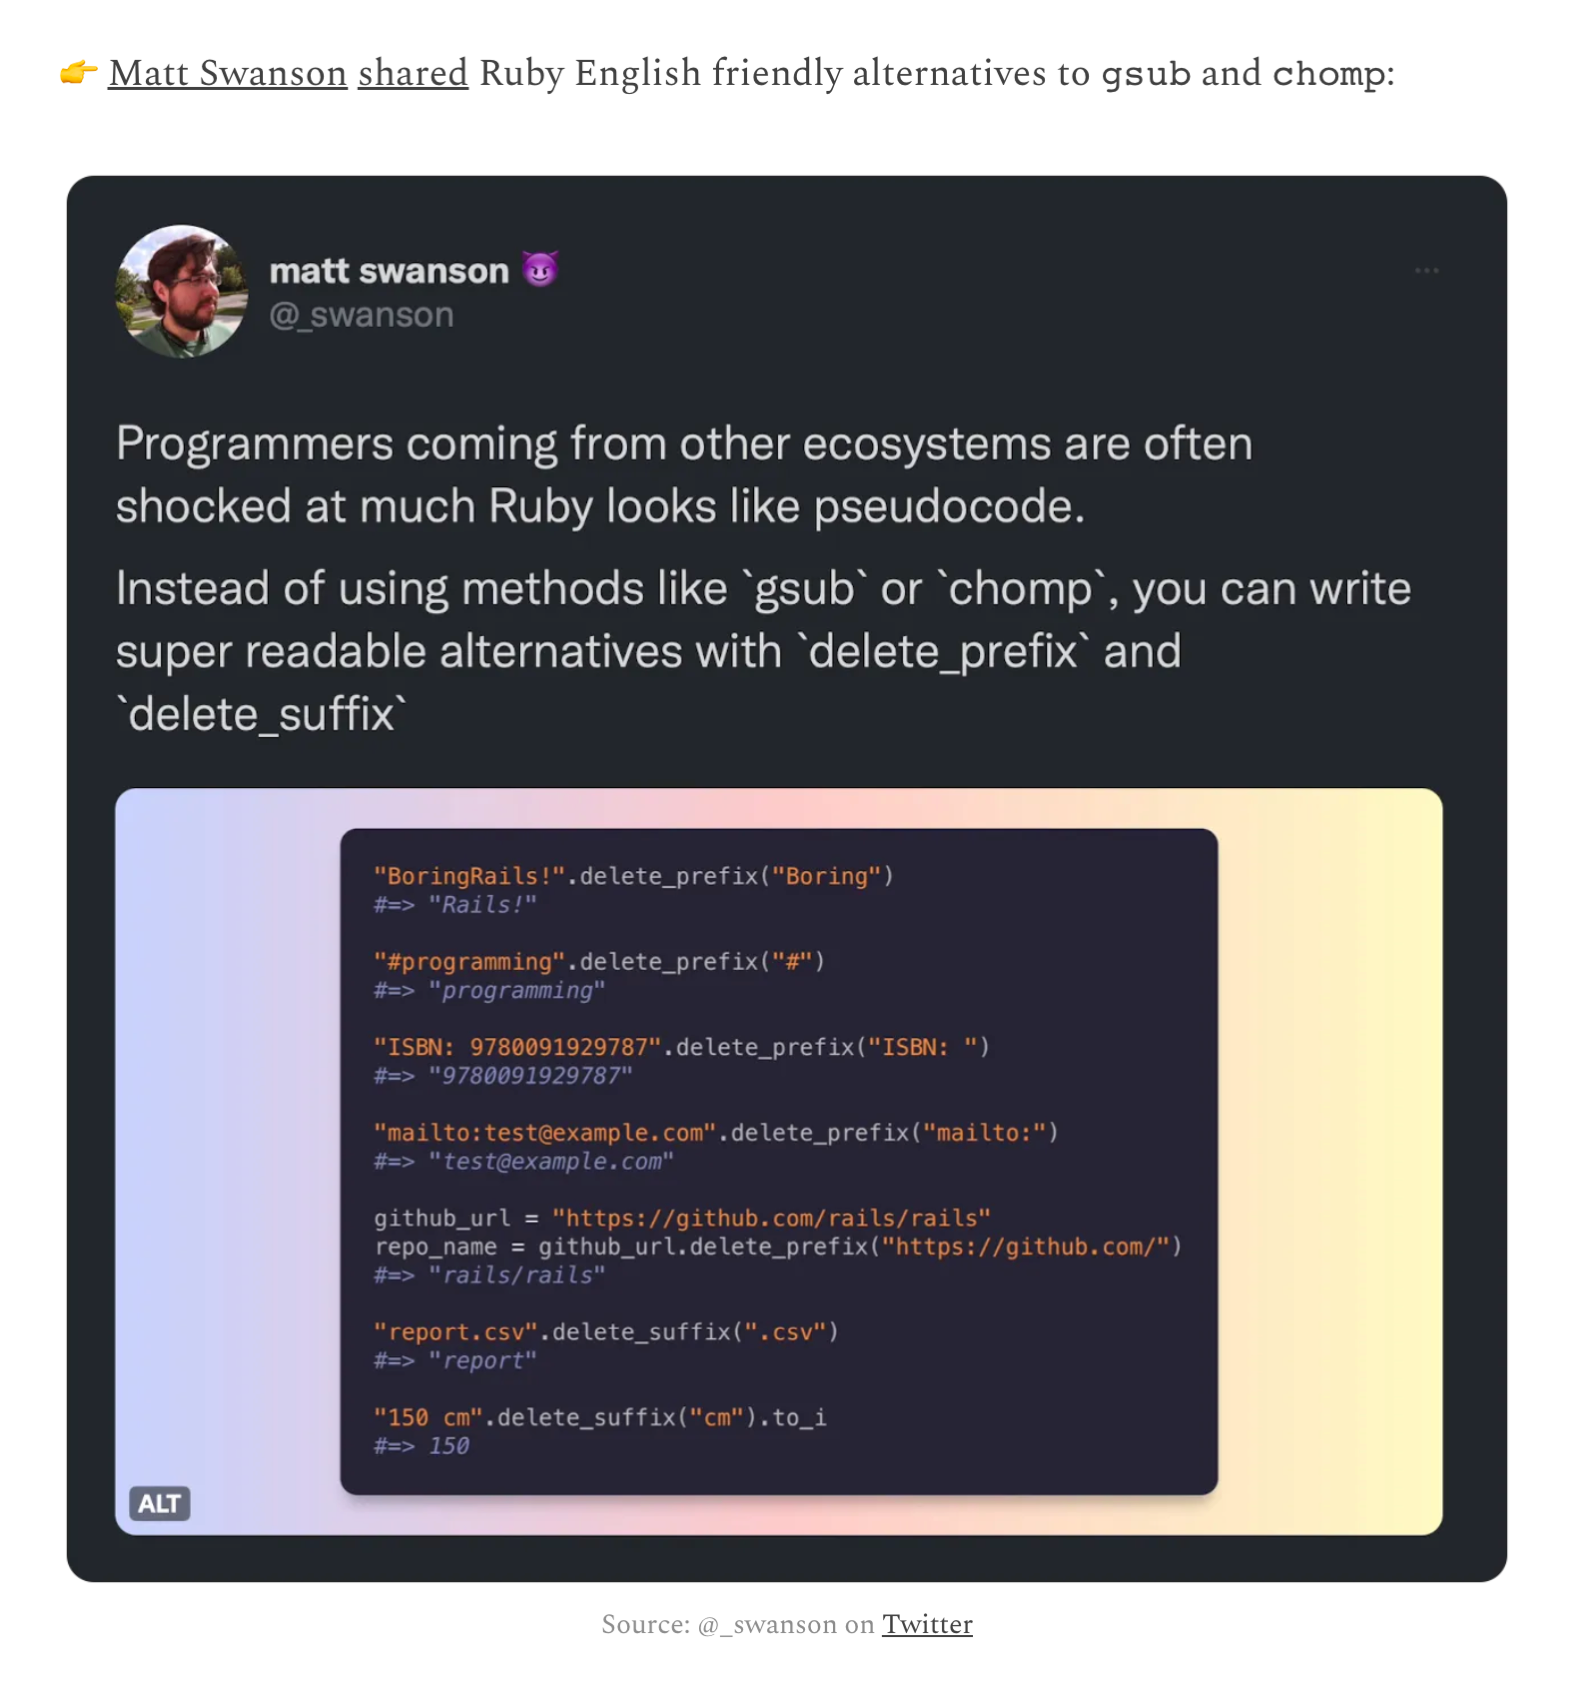 👉 Matt Swanson shared Ruby English friendly alternatives to gsub and chomp:
matt swanson 😈
@_swanson
Programmers coming from other ecosystems are often
shocked at much Ruby looks like pseudocode.
Instead of using methods like `gsub` or `chomp`, you can write
super readable alternatives with `delete_prefix` and
`delete_suffix`
"BoringRails!".delete_prefix("Boring")
#=> "Rails!"
"#programming".delete_prefix("#")
#=> "programming"
"ISBN: 9780091929787".delete_prefix("ISBN: ")
#=> "9780091929787"
"mailto:test@example.com".delete_prefix("mailto:")
#=> "test@example.com"
github_url = "https://github.com/rails/rails"
repo_name = github_url.delete_prefix("https://github.com/")
#=> "rails/rails"
"report.csv".delete_suffix(".csv")
#=> "report"
"150 cm".delete_suffix("cm").to_i
#=> 150
ALT
Source: @_swanson on Twitter